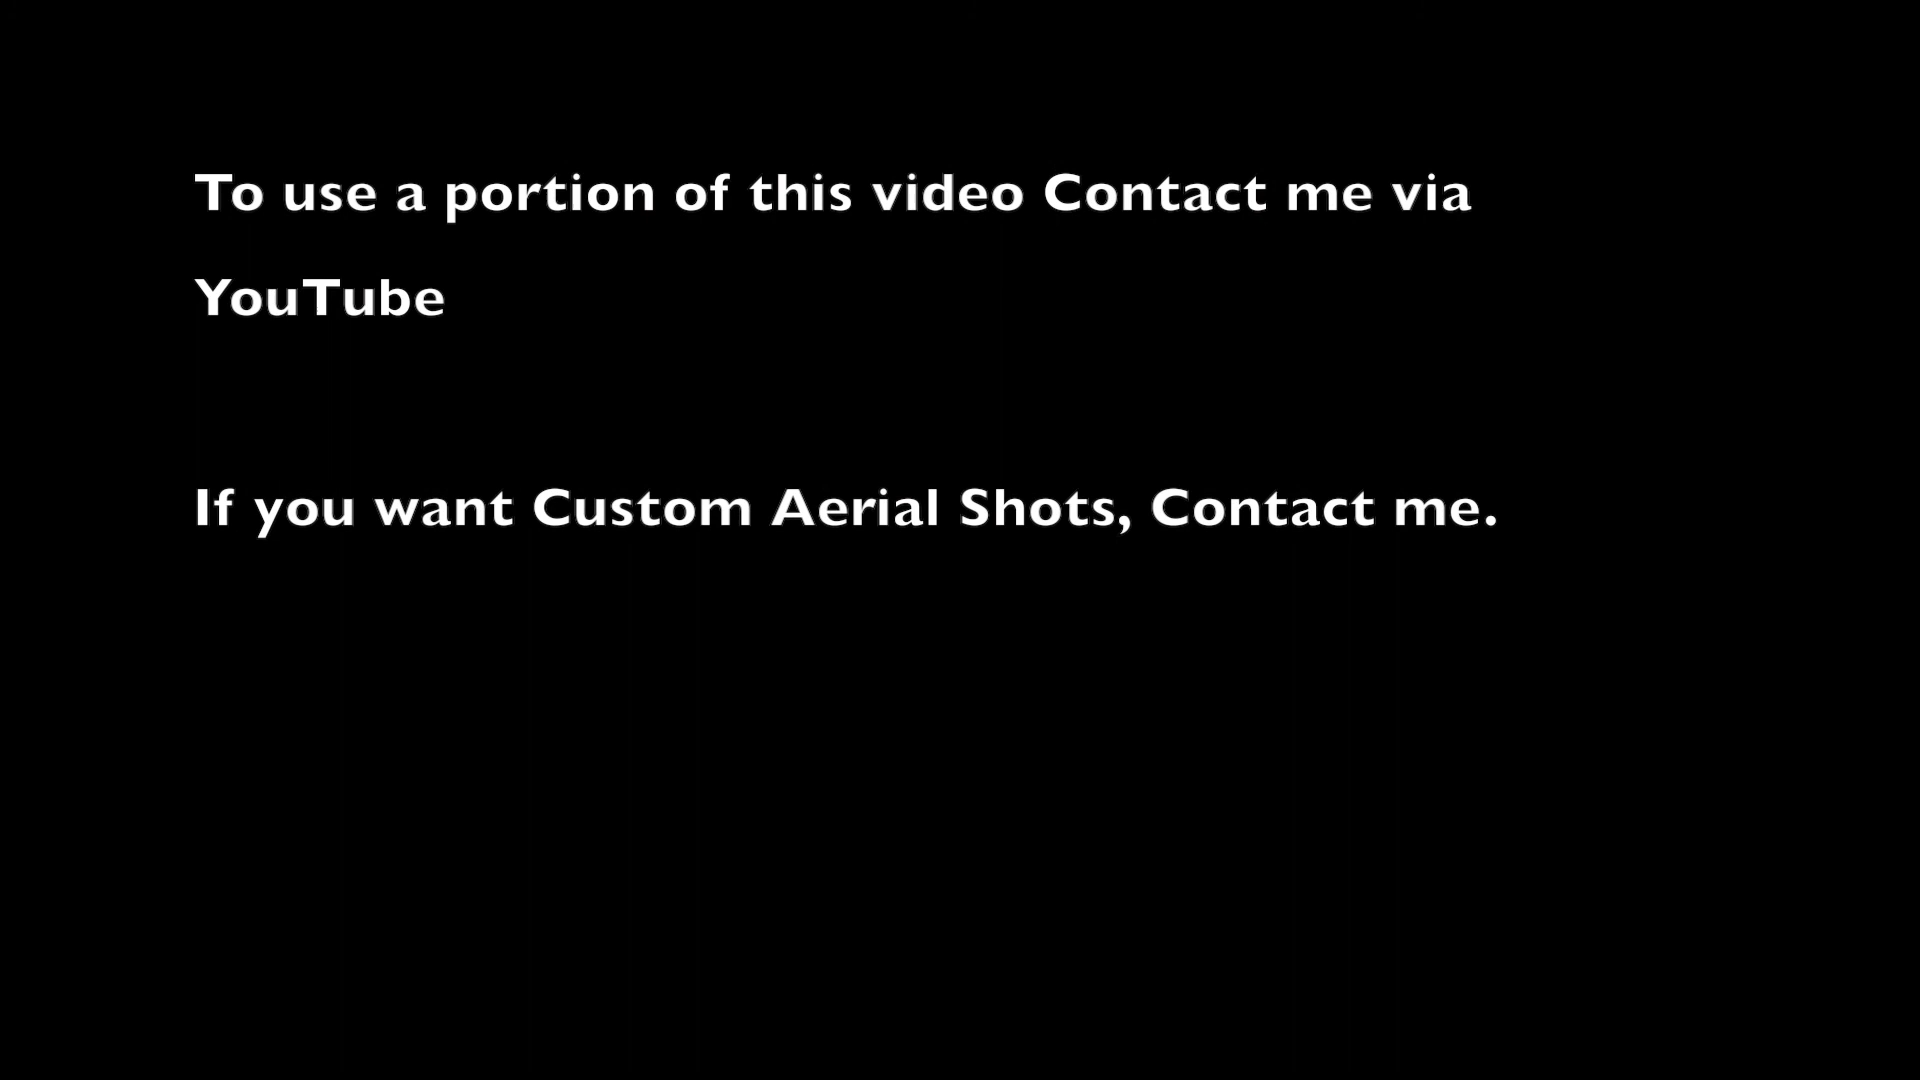 To use a portion of this video Contact me via
YouTube
If you want Custom Aerial Shots, Contact me.